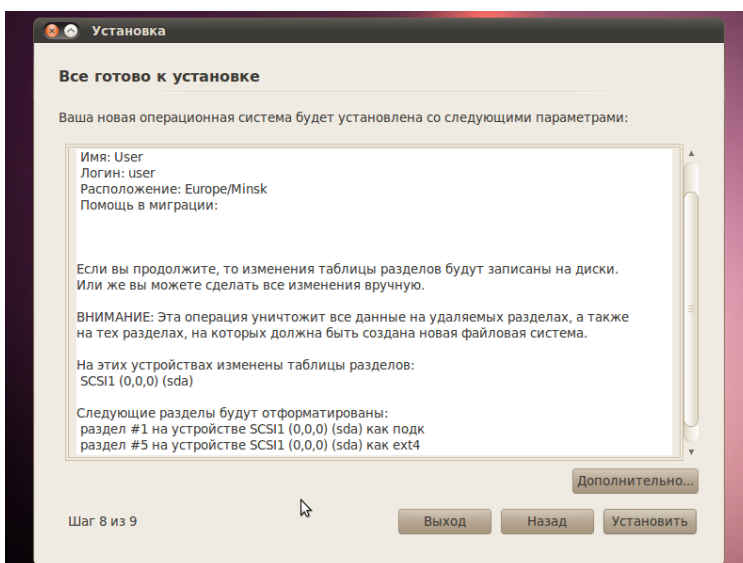 Установка
Все готово к установке
Ваша новая операционная система будет установлена со следующими параметрами:
Имя: User
Логин: user
Расположение: Europe/Minsk
Помощь в миграции:
Если вы продолжите, то изменения таблицы разделов будут записаны на диски.
Или же вы можете сделать все изменения вручную.
ВНИМАНИЕ: Эта операция уничтожит все данные на удаляемых разделах, а также
на тех разделах, на которых должна быть создана новая файловая система.
На этих устройствах изменены таблицы разделов:
SCSI1 (0,0,0) (sda)
Следующие разделы будут отформатированы:
раздел #1 на устройстве SCSI1 (0,0,0) (sda) как подк
раздел #5 на устройстве SCSI1 (0,0,0) (sda) как ext4
Дополнительно...
Шаг 8 из 9
Выход
Назад
Установить